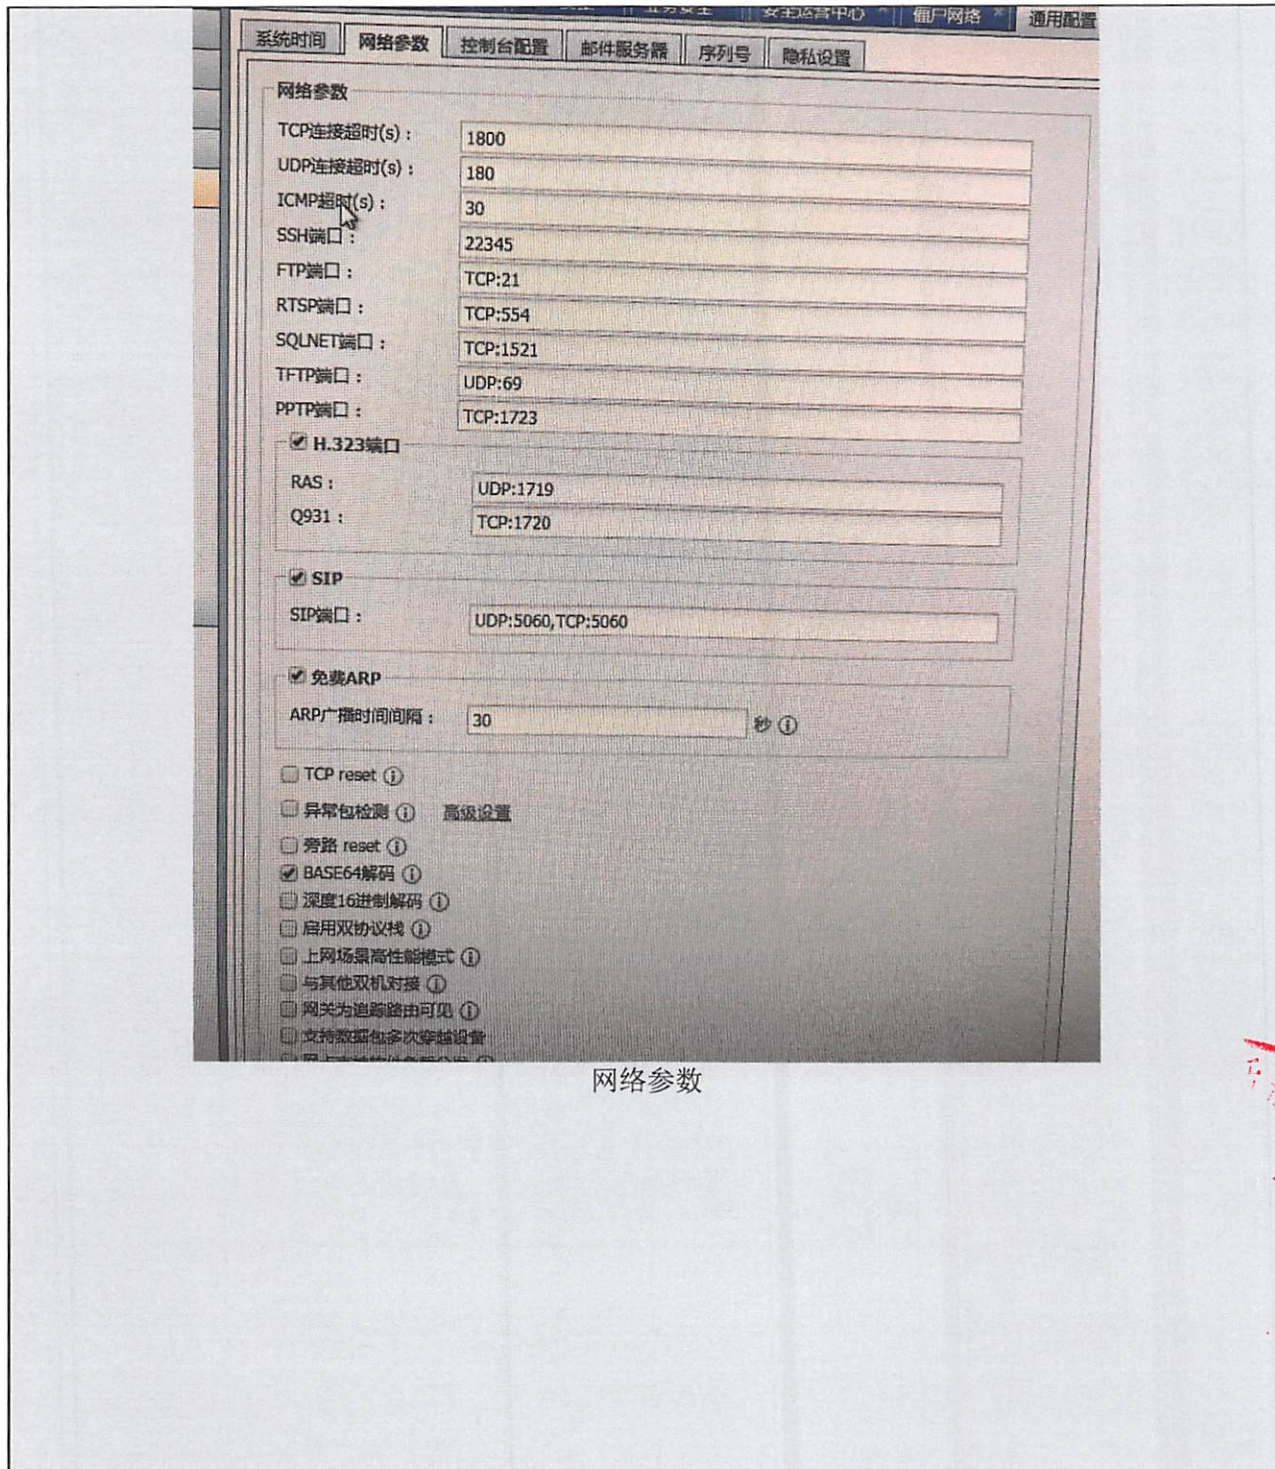 业务安全 安全运营中心 僵尸网络 通用配置
系统时间 网络参数 控制台配置 邮件服务器 序列号 隐私设置
网络参数
TCP连接超时(s)： 1800
UDP连接超时(s)： 180
ICMP超时(s)： 30
SSH端口： 22345
FTP端口： TCP:21
RTSP端口： TCP:554
SQLNET端口： TCP:1521
TFTP端口： UDP:69
PPTP端口： TCP:1723
H.323端口
RAS： UDP:1719
Q931： TCP:1720
SIP
SIP端口： UDP:5060,TCP:5060
免费ARP
ARP广播时间间隔： 30 秒
TCP reset
异常包检测 高级设置
旁路 reset
BASE64解码
深度16进制解码
启用双协议栈
上网场景高性能模式
与其他双机对接
网关为追踪路由可见
支持数据包多次穿越设备
网络参数